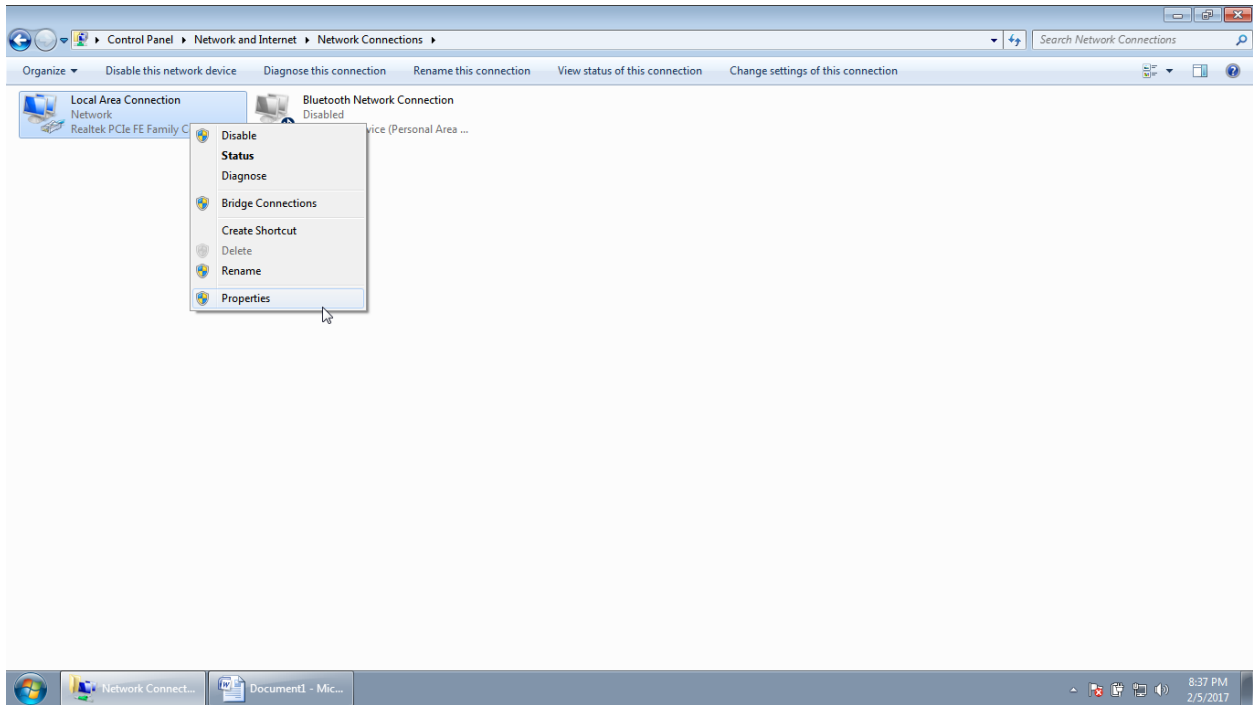 Control Panel Network and Internet Network Connections
Search Network Connections
Organize Disable this network device Diagnose this connection Rename this connection View status of this connection Change settings of this connection
Local Area Connection
Network
Realtek PCIe FE Family C
Bluetooth Network Connection
Disabled
vice (Personal Area ...
Disable
Status
Diagnose
Bridge Connections
Create Shortcut
Delete
Rename
Properties
Network Connect...
Document1 - Mic...
8:37 PM
2/5/2017